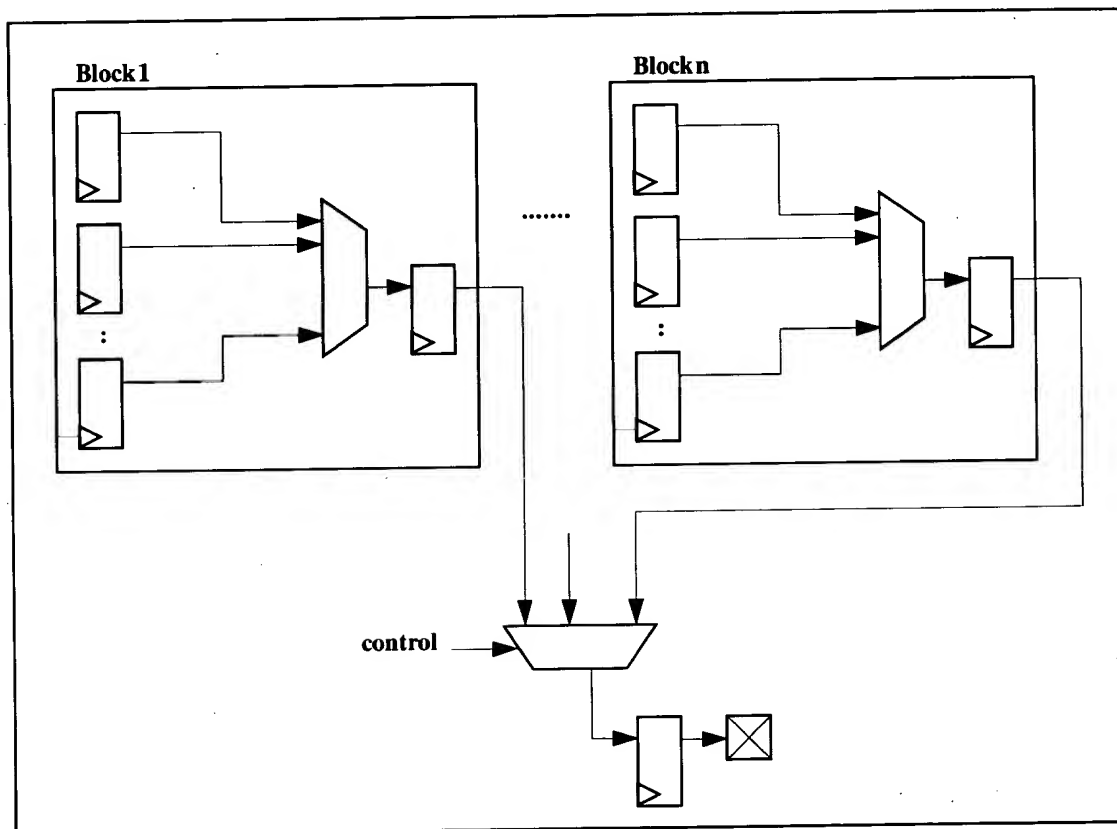 Block1
Blockn
.......
:
:
control